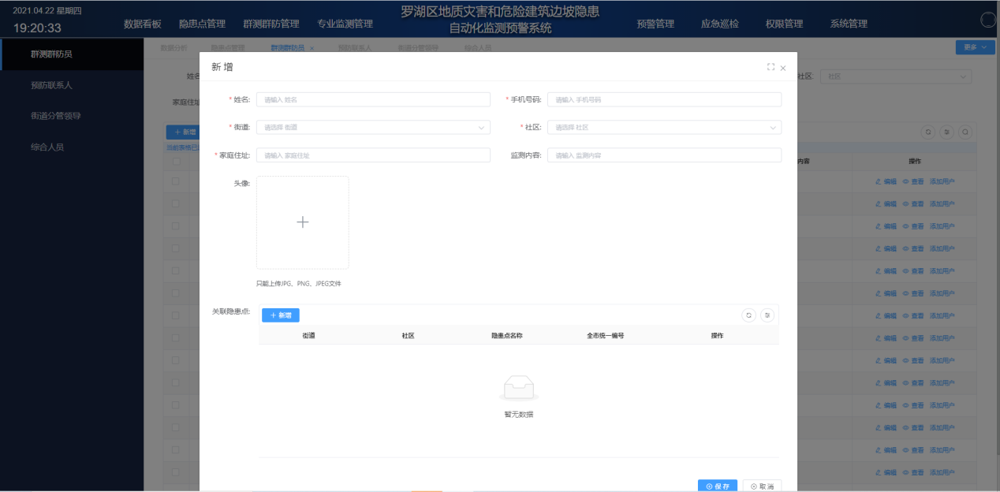 2021.04.22 星期四
19:20:33
数据看板 隐患点管理 群测群防管理 专业监测管理
罗湖区地质灾害和危险建筑边坡隐患
自动化监测预警系统
预警管理 应急巡检 权限管理 系统管理
群测群防员
预防联系人
街道分管领导
综合人员
数据分析 隐患点管理 群测群防员 × 预防联系人 街道分管领导 综合人员
更多
姓名
社区: 社区
家庭住址
+ 新增
当前表格已
内容 操作
新增
* 姓名: 请输入 姓名
* 手机号码: 请输入 手机号码
* 街道: 请选择 街道
* 社区: 请选择 社区
* 家庭住址: 请输入 家庭住址
监测内容: 请输入 监测内容
头像:
只能上传JPG、PNG、JPEG文件
关联隐患点:
+ 新增
街道 社区 隐患点名称 全市统一编号 操作
暂无数据
保存 取消
编辑 查看 添加用户
编辑 查看 添加用户
编辑 查看 添加用户
编辑 查看 添加用户
编辑 查看 添加用户
编辑 查看 添加用户
编辑 查看 添加用户
编辑 查看 添加用户
编辑 查看 添加用户
编辑 查看 添加用户
编辑 查看 添加用户
编辑 查看 添加用户
编辑 查看 添加用户
编辑 查看 添加用户